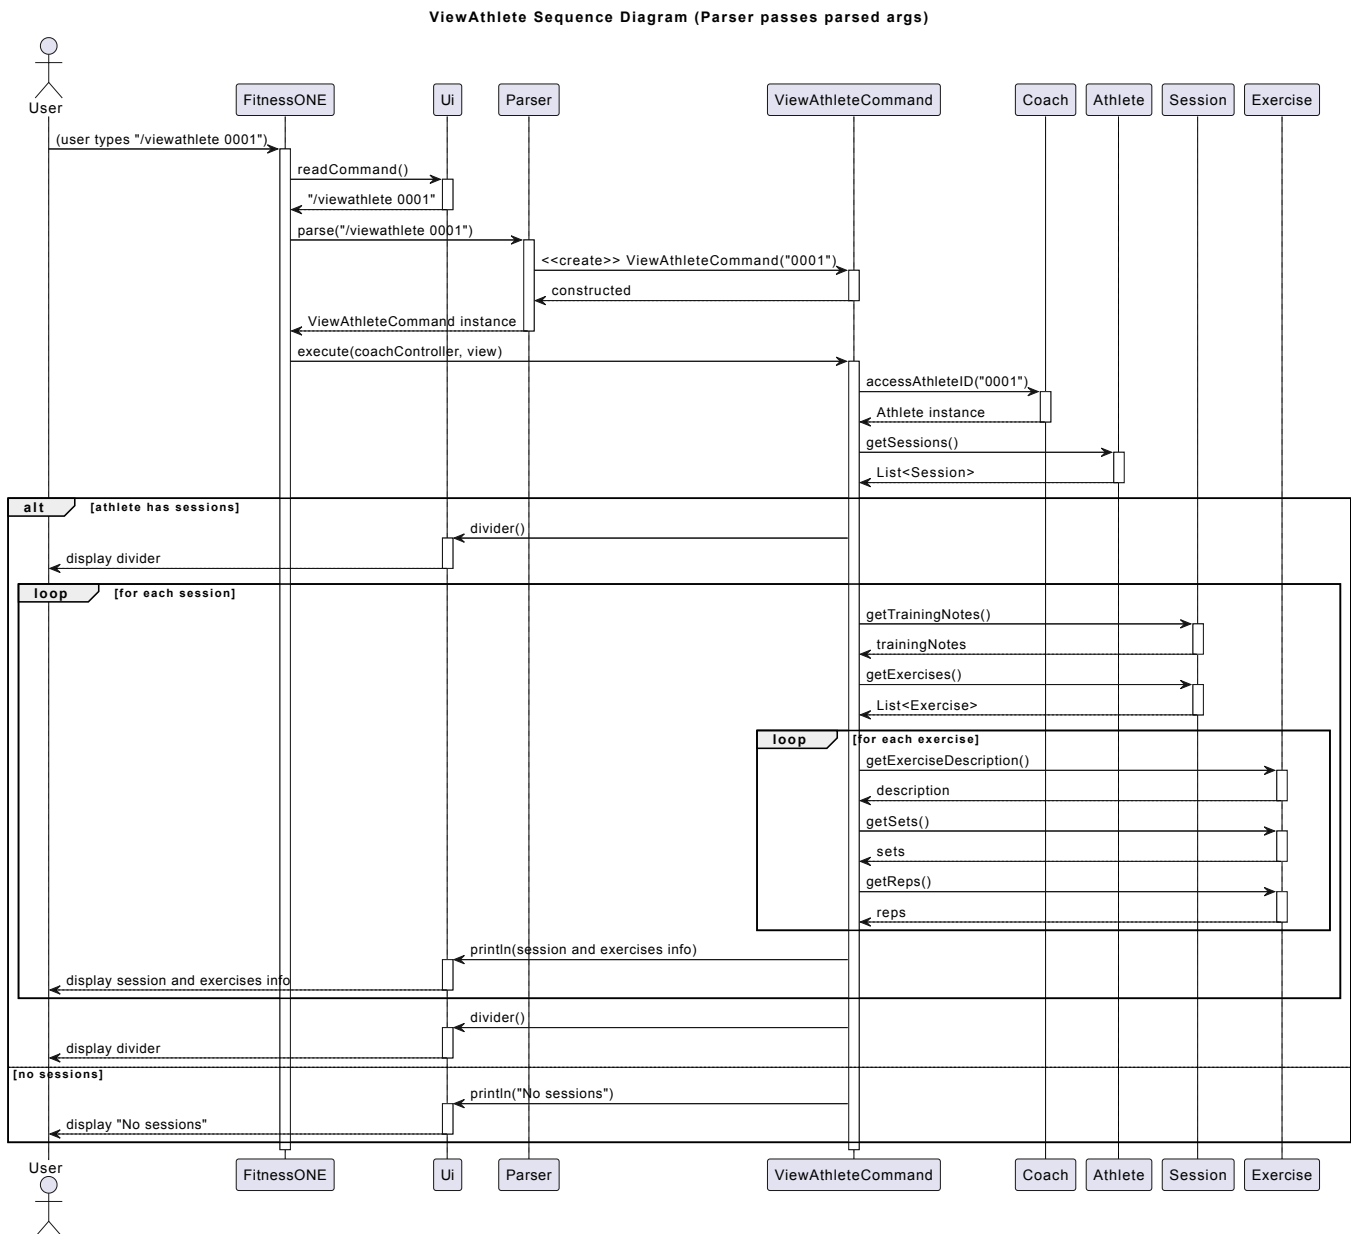 ViewAthlete Sequence Diagram (Parser passes parsed args)
User
FitnessONE
Ui
Parser
ViewAthleteCommand
Coach
Athlete
Session
Exercise
(user types "/viewathlete 0001")
readCommand()
"/viewathlete 0001"
parse("/viewathlete 0001")
<<create>> ViewAthleteCommand("0001")
constructed
ViewAthleteCommand instance
execute(coachController, view)
accessAthleteID("0001")
Athlete instance
getSessions()
List<Session>
alt [athlete has sessions]
divider()
display divider
loop [for each session]
getTrainingNotes()
trainingNotes
getExercises()
List<Exercise>
loop [for each exercise]
getExerciseDescription()
description
getSets()
sets
getReps()
reps
println(session and exercises info)
display session and exercises info
divider()
display divider
[no sessions]
println("No sessions")
display "No sessions"
User
FitnessONE
Ui
Parser
ViewAthleteCommand
Coach
Athlete
Session
Exercise